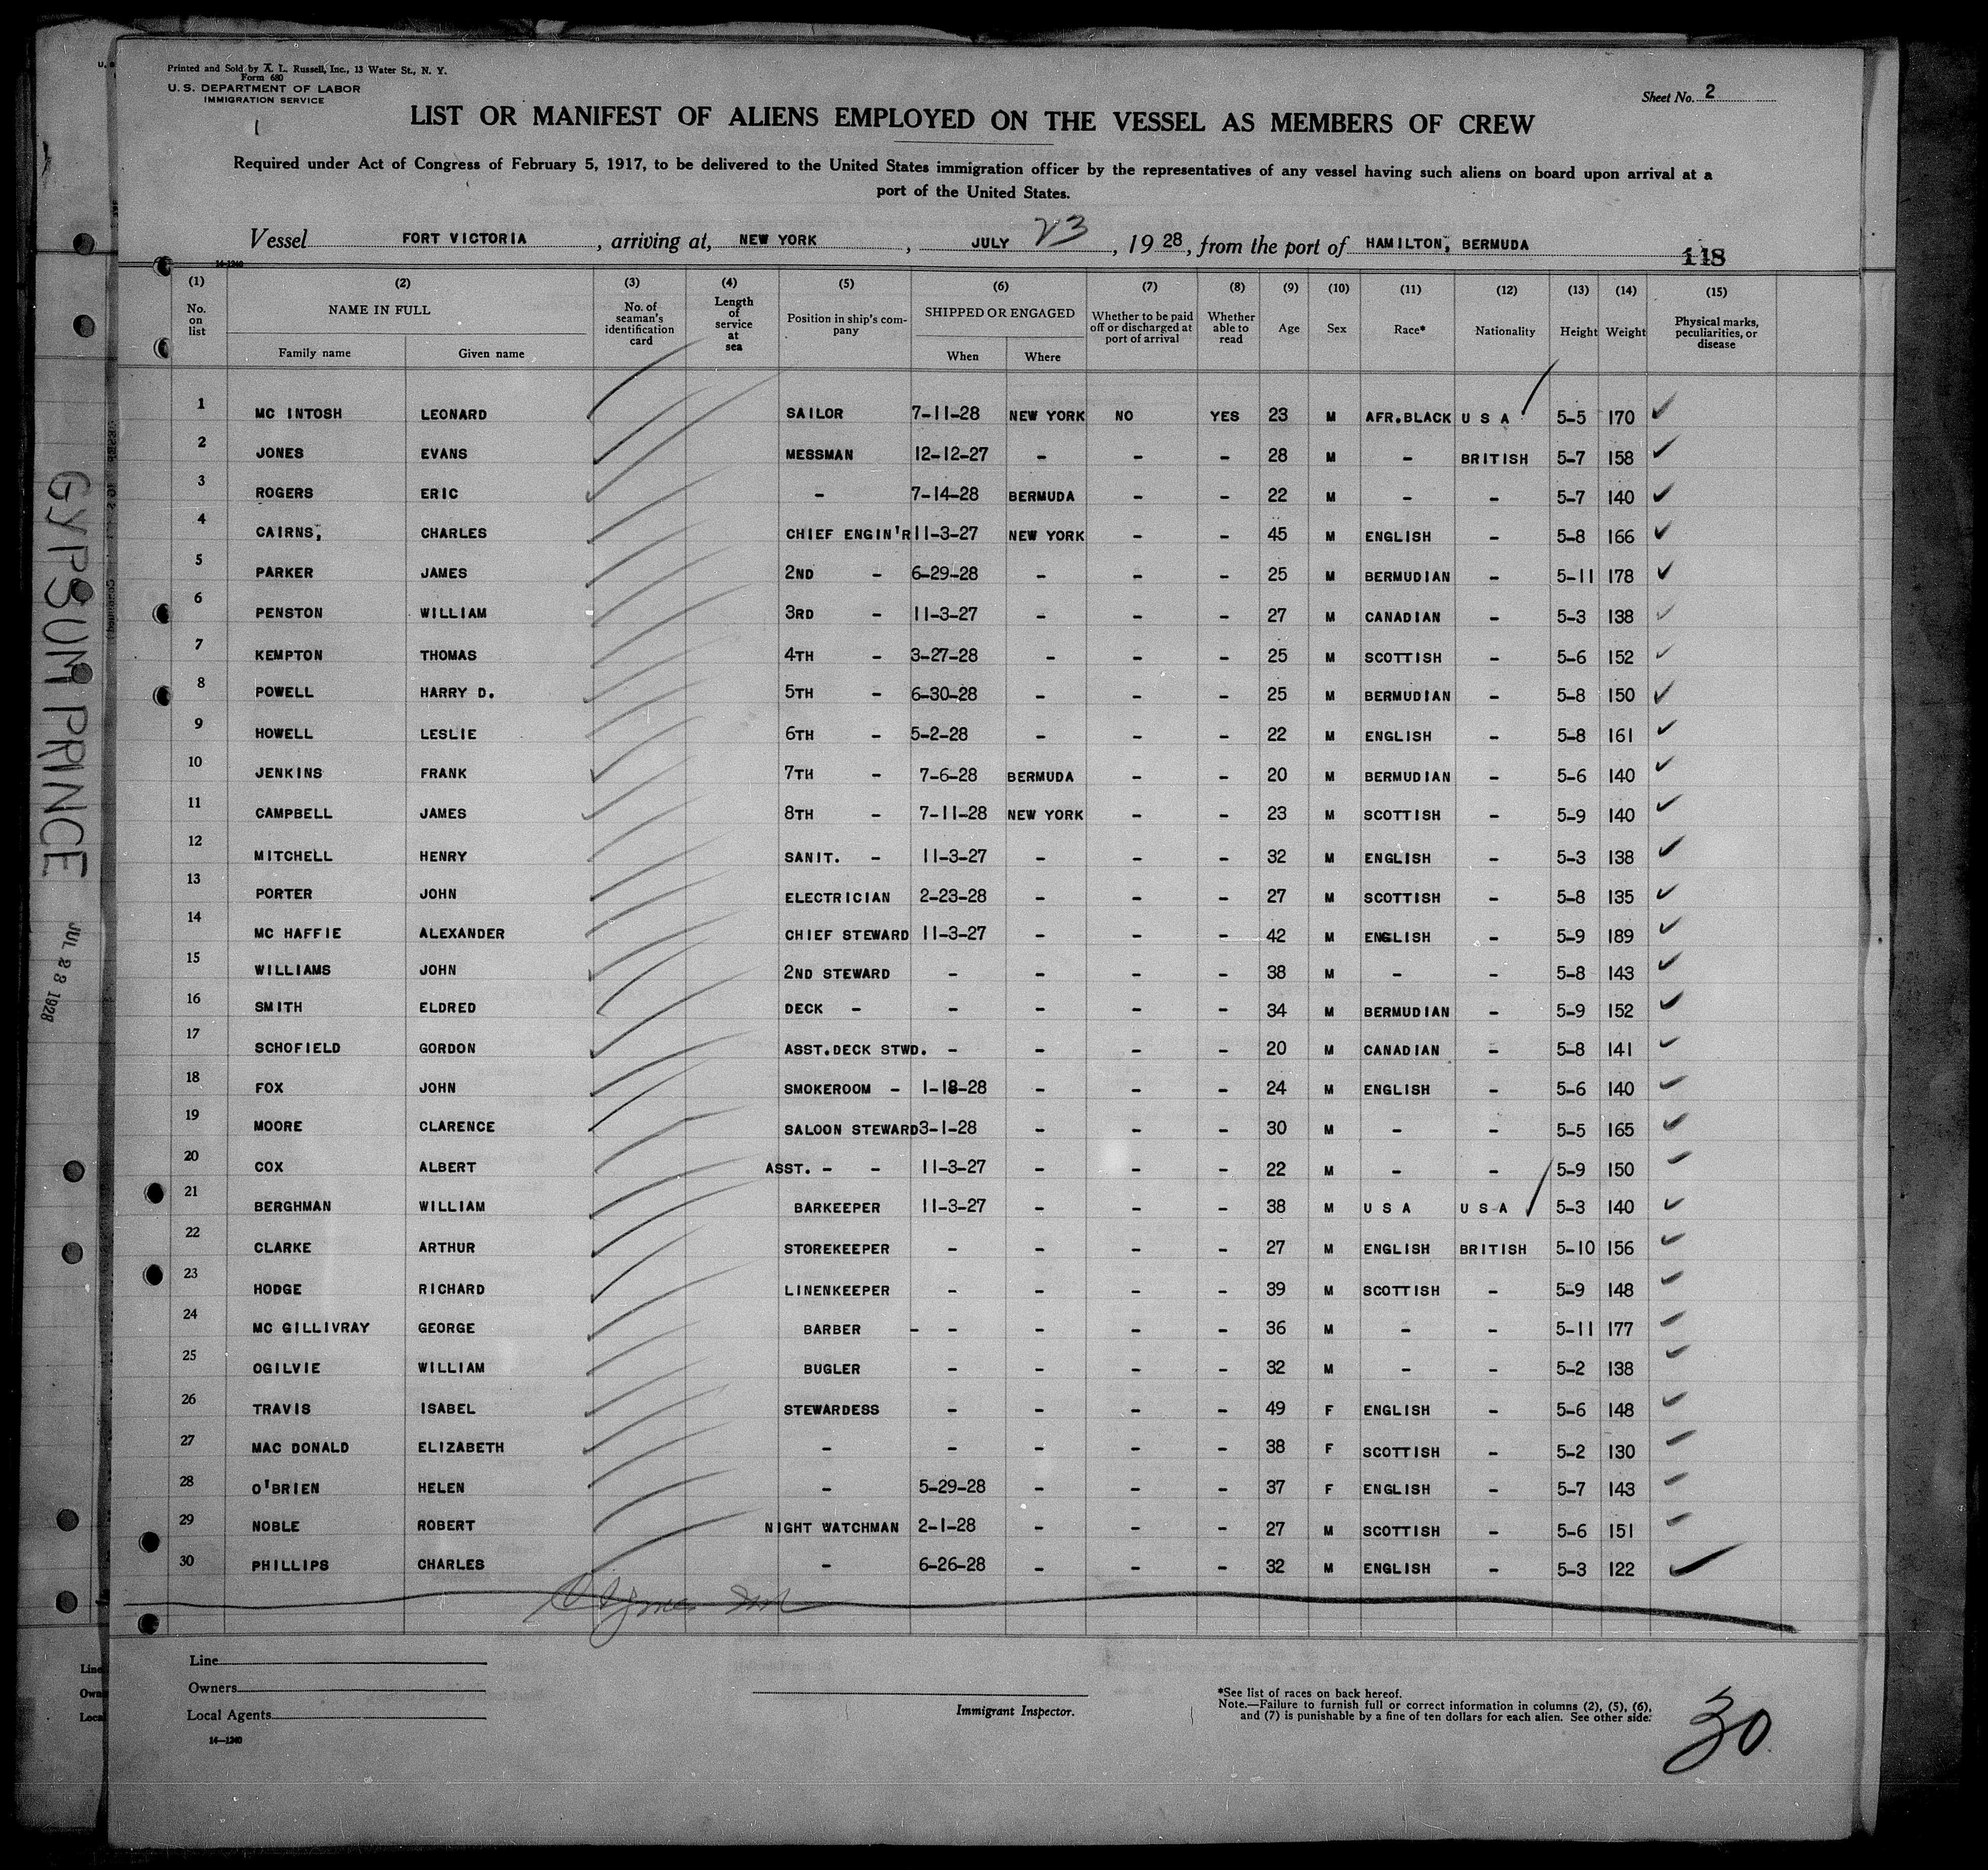 Printed and Sold by A. L. Russell, Inc., 13 Water St., N. Y.
Form 680
U. S. DEPARTMENT OF LABOR
IMMIGRATION SERVICE
Sheet No. 2
LIST OR MANIFEST OF ALIENS EMPLOYED ON THE VESSEL AS MEMBERS OF CREW
Required under Act of Congress of February 5, 1917, to be delivered to the United States immigration officer by the representatives of any vessel having such aliens on board upon arrival at a
port of the United States.
Vessel FORT VICTORIA, arriving at, NEW YORK, JULY 23, 1928, from the port of HAMILTON, BERMUDA
118
14-1240
(1) (2) (3) (4) (5) (6) (7) (8) (9) (10) (11) (12) (13) (14) (15)
No. on list NAME IN FULL Family name Given name No. of seaman's identification card Length of service at sea Position in ship's company SHIPPED OR ENGAGED When Where Whether to be paid off or discharged at port of arrival Whether able to read Age Sex Race* Nationality Height Weight Physical marks, peculiarities, or disease
1 MC INTOSH LEONARD SAILOR 7-11-28 NEW YORK NO YES 23 M AFR.BLACK U S A 5-5 170
2 JONES EVANS MESSMAN 12-12-27 - - - 28 M - BRITISH 5-7 158
3 ROGERS ERIC - 7-14-28 BERMUDA - - 22 M - - 5-7 140
4 CAIRNS, CHARLES CHIEF ENGIN'R 11-3-27 NEW YORK - - 45 M ENGLISH - 5-8 166
5 PARKER JAMES 2ND - 6-29-28 - - - 25 M BERMUDIAN - 5-11 178
6 PENSTON WILLIAM 3RD - 11-3-27 - - - 27 M CANADIAN - 5-3 138
7 KEMPTON THOMAS 4TH - 3-27-28 - - - 25 M SCOTTISH - 5-6 152
8 POWELL HARRY D. 5TH - 6-30-28 - - - 25 M BERMUDIAN - 5-8 150
9 HOWELL LESLIE 6TH - 5-2-28 - - - 22 M ENGLISH - 5-8 161
10 JENKINS FRANK 7TH - 7-6-28 BERMUDA - - 20 M BERMUDIAN - 5-6 140
11 CAMPBELL JAMES 8TH - 7-11-28 NEW YORK - - 23 M SCOTTISH - 5-9 140
12 MITCHELL HENRY SANIT. - 11-3-27 - - - 32 M ENGLISH - 5-3 138
13 PORTER JOHN ELECTRICIAN 2-23-28 - - - 27 M SCOTTISH - 5-8 135
14 MC HAFFIE ALEXANDER CHIEF STEWARD 11-3-27 - - - 42 M ENGLISH - 5-9 189
15 WILLIAMS JOHN 2ND STEWARD - - - - 38 M - - 5-8 143
16 SMITH ELDRED DECK - - - - - 34 M BERMUDIAN - 5-9 152
17 SCHOFIELD GORDON ASST.DECK STWD. - - - - 20 M CANADIAN - 5-8 141
18 FOX JOHN SMOKEROOM - 1-18-28 - - - 24 M ENGLISH - 5-6 140
19 MOORE CLARENCE SALOON STEWARD 3-1-28 - - - 30 M - - 5-5 165
20 COX ALBERT ASST. - - 11-3-27 - - - 22 M - - 5-9 150
21 BERGHMAN WILLIAM BARKEEPER 11-3-27 - - - 38 M U S A U S A 5-3 140
22 CLARKE ARTHUR STOREKEEPER - - - - 27 M ENGLISH BRITISH 5-10 156
23 HODGE RICHARD LINENKEEPER - - - - 39 M SCOTTISH - 5-9 148
24 MC GILLIVRAY GEORGE BARBER - - - - - 36 M - - 5-11 177
25 OGILVIE WILLIAM BUGLER - - - - 32 M - - 5-2 138
26 TRAVIS ISABEL STEWARDESS - - - - 49 F ENGLISH - 5-6 148
27 MAC DONALD ELIZABETH - - - - - 38 F SCOTTISH - 5-2 130
28 O'BRIEN HELEN - 5-29-28 - - - 37 F ENGLISH - 5-7 143
29 NOBLE ROBERT NIGHT WATCHMAN 2-1-28 - - - 27 M SCOTTISH - 5-6 151
30 PHILLIPS CHARLES - 6-26-28 - - - 32 M ENGLISH - 5-3 122
Line
Owners
Local Agents
14-1240
Immigrant Inspector.
*See list of races on back hereof.
Note.—Failure to furnish full or correct information in columns (2), (5), (6),
and (7) is punishable by a fine of ten dollars for each alien. See other side.
30
GYPSUM PRINCE
JUL 23 1928
Line